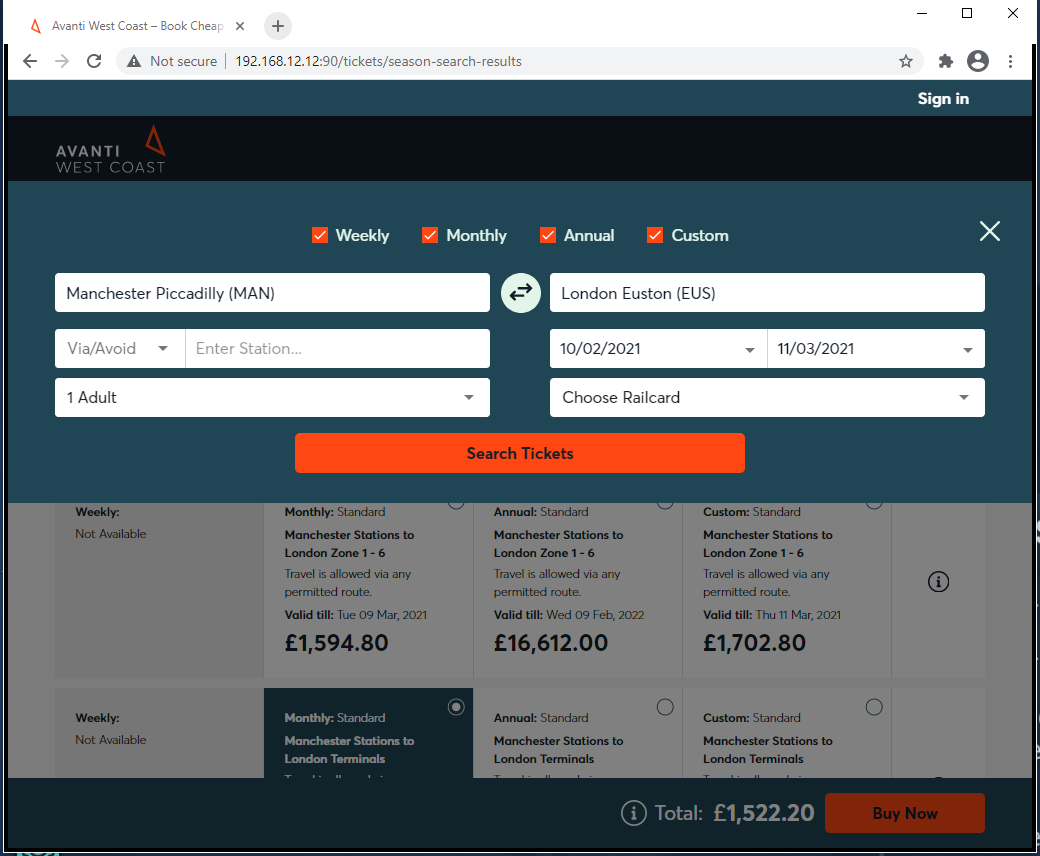 Avanti West Coast – Book Cheap
Not secure
192.168.12.12:90/tickets/season-search-results
Sign in
AVANTI
WEST COAST
Weekly Monthly Annual Custom
Manchester Piccadilly (MAN) London Euston (EUS)
Via/Avoid Enter Station... 10/02/2021 11/03/2021
1 Adult Choose Railcard
Search Tickets
Weekly:
Not Available
Monthly: Standard
Manchester Stations to
London Zone 1 - 6
Travel is allowed via any
permitted route.
Valid till: Tue 09 Mar, 2021
£1,594.80
Annual: Standard
Manchester Stations to
London Zone 1 - 6
Travel is allowed via any
permitted route.
Valid till: Wed 09 Feb, 2022
£16,612.00
Custom: Standard
Manchester Stations to
London Zone 1 - 6
Travel is allowed via any
permitted route.
Valid till: Thu 11 Mar, 2021
£1,702.80
Weekly:
Not Available
Monthly: Standard
Manchester Stations to
London Terminals
Annual: Standard
Manchester Stations to
London Terminals
Custom: Standard
Manchester Stations to
London Terminals
Total: £1,522.20
Buy Now